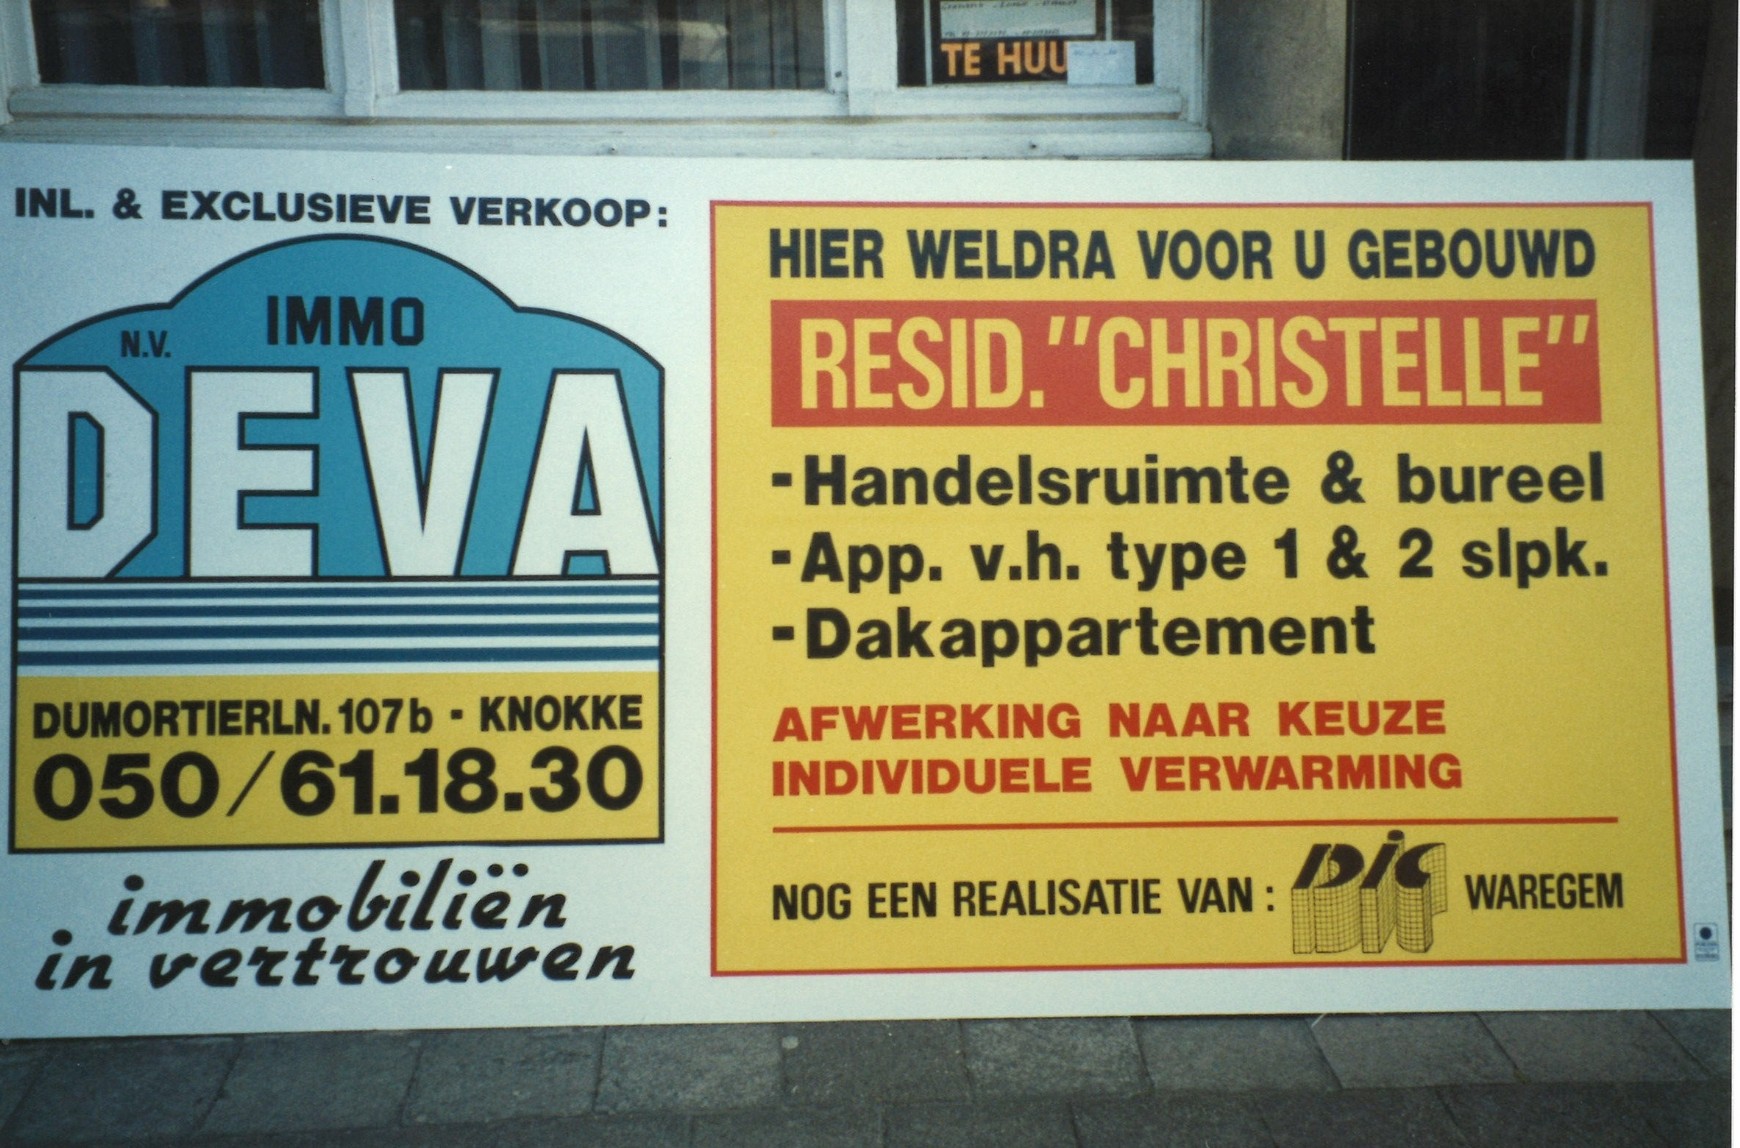 TE HUU
INL. & EXCLUSIEVE VERKOOP:
N.V. IMMO
DEVA
DUMORTIERLN. 107b - KNOKKE
050/61.18.30
immobiliën
in vertrouwen
HIER WELDRA VOOR U GEBOUWD
RESID. "CHRISTELLE"
-Handelsruimte & bureel
-App. v.h. type 1 & 2 slpk.
-Dakappartement
AFWERKING NAAR KEUZE
INDIVIDUELE VERWARMING
NOG EEN REALISATIE VAN: DiC WAREGEM